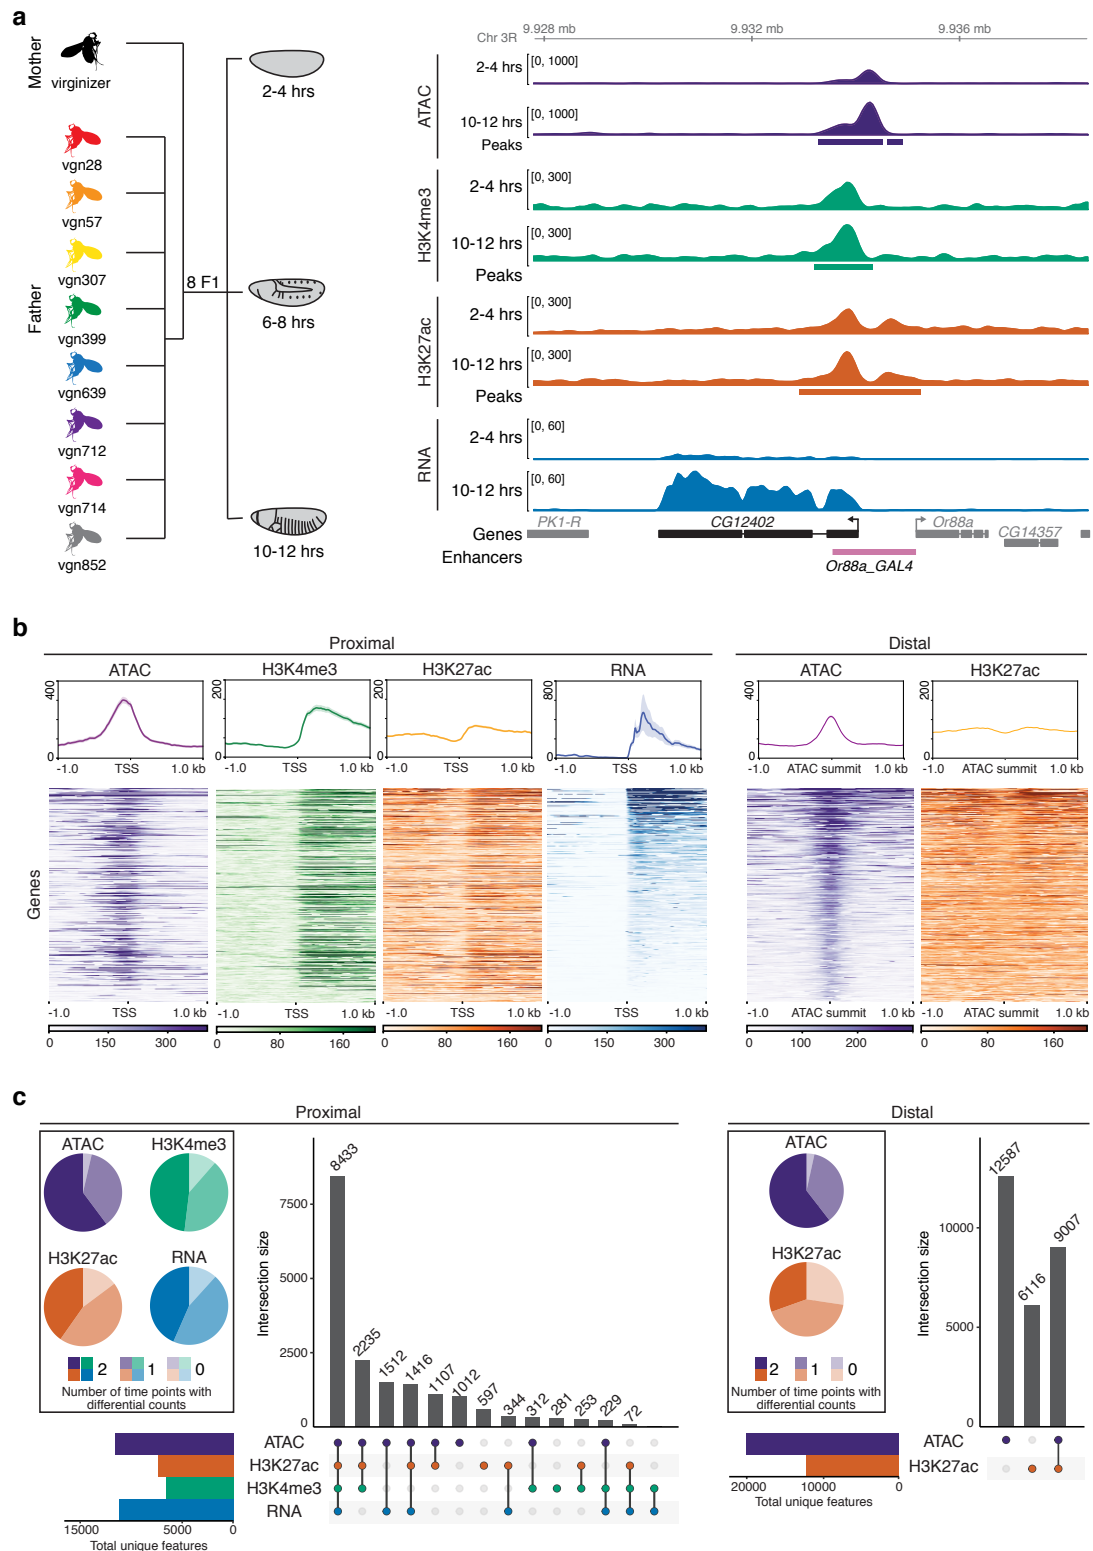 a
Mother
virginizer
Father
vgn28
vgn57
vgn307
vgn399
vgn639
vgn712
vgn714
vgn852
8 F1
2-4 hrs
6-8 hrs
10-12 hrs
Chr 3R
9.928 mb
9.932 mb
9.936 mb
ATAC
2-4 hrs
[0, 1000]
10-12 hrs
[0, 1000]
Peaks
H3K4me3
2-4 hrs
[0, 300]
10-12 hrs
[0, 300]
Peaks
H3K27ac
2-4 hrs
[0, 300]
10-12 hrs
[0, 300]
Peaks
RNA
2-4 hrs
[0, 60]
10-12 hrs
[0, 60]
Genes
PK1-R
CG12402
Or88a
CG14357
Enhancers
Or88a_GAL4
b
Proximal
Distal
ATAC
H3K4me3
H3K27ac
RNA
ATAC
H3K27ac
400
0
200
0
200
0
800
0
400
0
200
0
-1.0 TSS 1.0 kb
-1.0 TSS 1.0 kb
-1.0 TSS 1.0 kb
-1.0 TSS 1.0 kb
-1.0 ATAC summit 1.0 kb
-1.0 ATAC summit 1.0 kb
Genes
-1.0 TSS 1.0 kb
-1.0 TSS 1.0 kb
-1.0 TSS 1.0 kb
-1.0 TSS 1.0 kb
-1.0 ATAC summit 1.0 kb
-1.0 ATAC summit 1.0 kb
0 150 300
0 80 160
0 80 160
0 150 300
0 100 200
0 80 160
c
Proximal
Distal
ATAC
H3K4me3
H3K27ac
RNA
2 1 0
Number of time points with
differential counts
Intersection size
7500
5000
2500
0
8433
2235
1512
1416
1107
1012
597
344
312
281
253
229
72
ATAC
H3K27ac
H3K4me3
RNA
15000 5000 0
Total unique features
ATAC
H3K27ac
2 1 0
Number of time points with
differential counts
Intersection size
10000
5000
0
12587
6116
9007
ATAC
H3K27ac
20000 10000 0
Total unique features